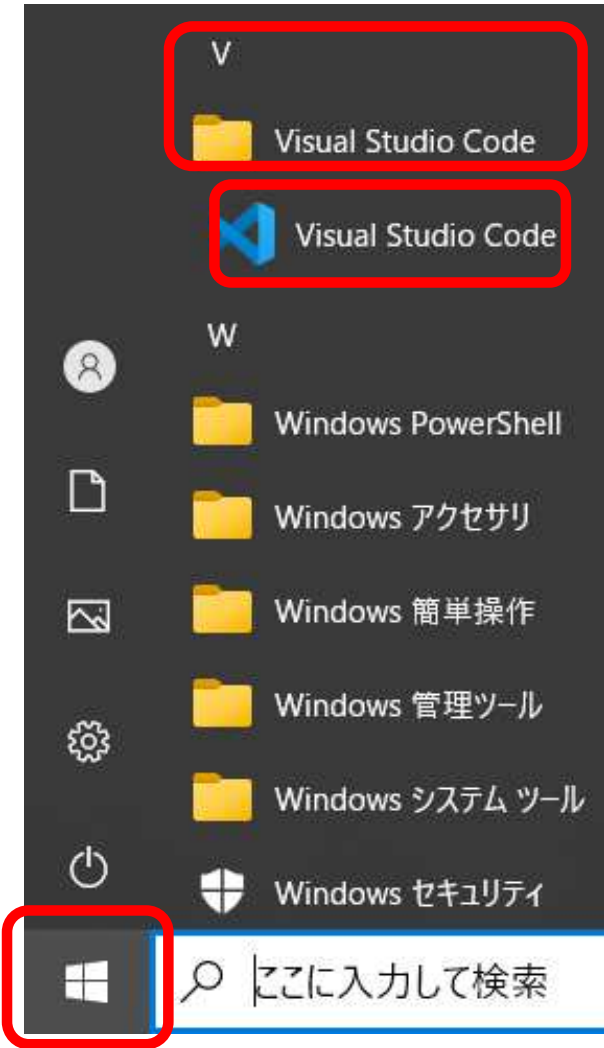 V
Visual Studio Code
Visual Studio Code
W
Windows PowerShell
Windows アクセサリ
Windows 簡単操作
Windows 管理ツール
Windows システム ツール
Windows セキュリティ
ここに入力して検索